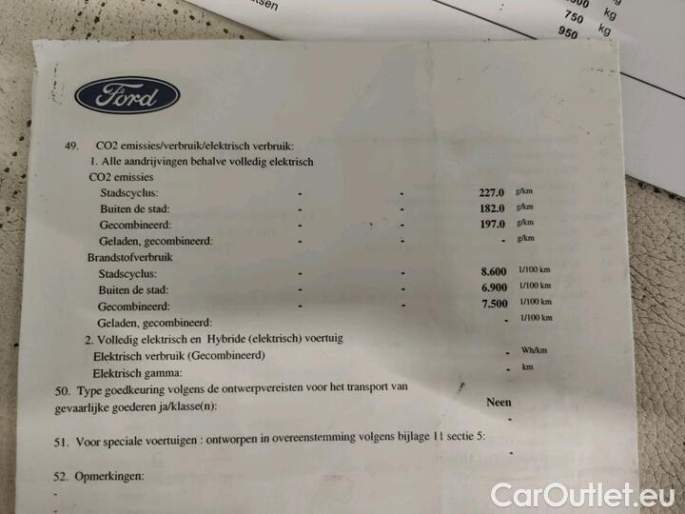 tsen
kg
750 kg
950
Ford
49. CO2 emissies/verbruik/elektrisch verbruik:
1. Alle aandrijvingen behalve volledig elektrisch
CO2 emissies
Stadscyclus: - - 227.0 g/km
Buiten de stad: - - 182.0 g/km
Gecombineerd: - - 197.0 g/km
Geladen, gecombineerd: - - g/km
Brandstofverbruik
Stadscyclus: - - 8.600 l/100 km
Buiten de stad: - - 6.900 l/100 km
Gecombineerd: - - 7.500 l/100 km
Geladen, gecombineerd: - l/100 km
2. Volledig elektrisch en Hybride (elektrisch) voertuig
Elektrisch verbruik (Gecombineerd) - Wh/km
Elektrisch gamma: - km
50. Type goedkeuring volgens de ontwerpvereisten voor het transport van
gevaarlijke goederen ja/klasse(n): Neen
-
51. Voor speciale voertuigen : ontworpen in overeenstemming volgens bijlage 11 sectie 5:
-
52. Opmerkingen:
-
CarOutlet.eu